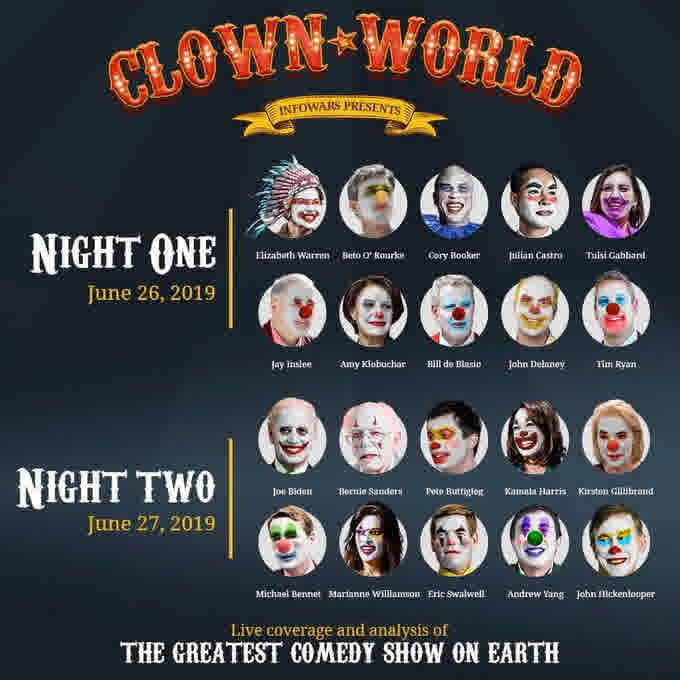 CLOWN★WORLD
INFOWARS PRESENTS
NIGHT ONE
June 26, 2019
Elizabeth Warren
Beto O' Rourke
Cory Booker
Julian Castro
Tulsi Gabbard
Jay Inslee
Amy Klobuchar
Bill de Blasio
John Delaney
Tim Ryan
NIGHT TWO
June 27, 2019
Joe Biden
Bernie Sanders
Pete Buttigieg
Kamala Harris
Kirsten Gillibrand
Michael Bennet
Marianne Williamson
Eric Swalwell
Andrew Yang
John Hickenlooper
Live coverage and analysis of
THE GREATEST COMEDY SHOW ON EARTH